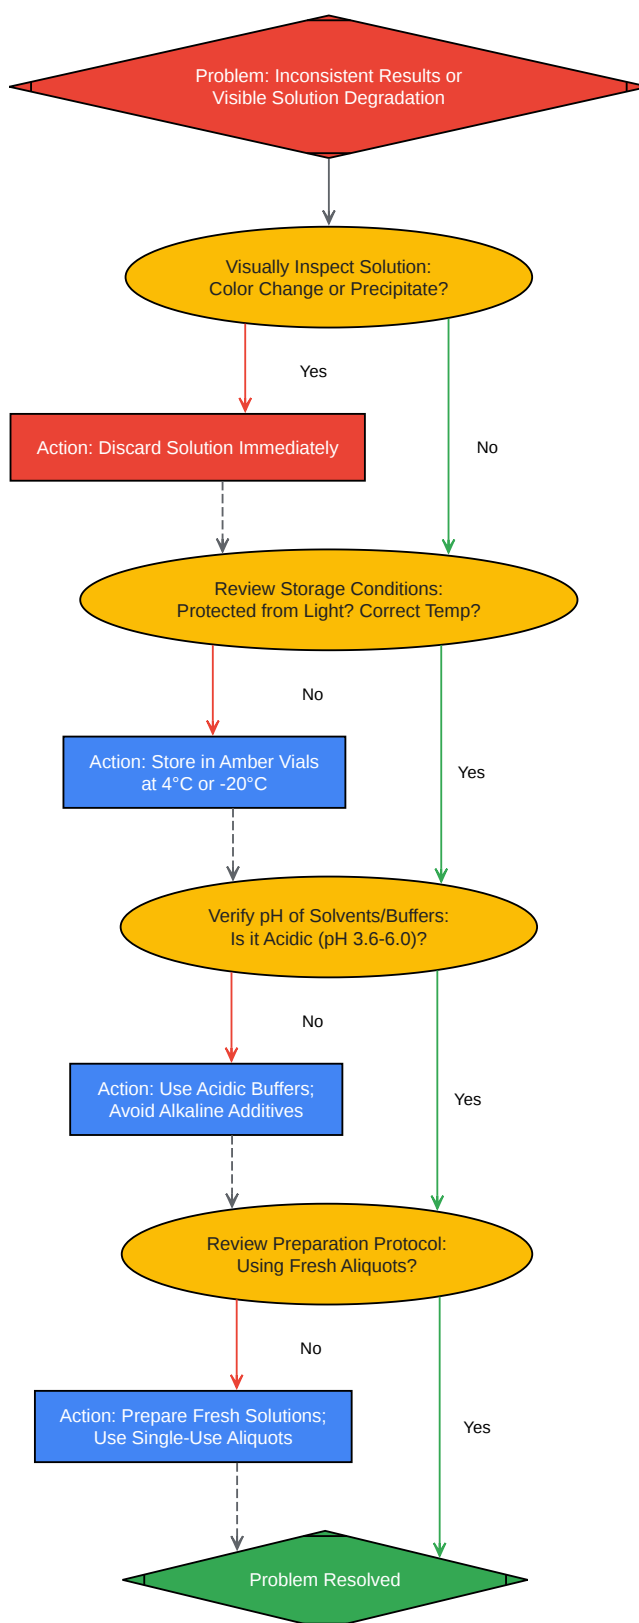 Problem: Inconsistent Results or
Visible Solution Degradation
Visually Inspect Solution:
Color Change or Precipitate?
Yes
No
Action: Discard Solution Immediately
Review Storage Conditions:
Protected from Light? Correct Temp?
No
Yes
Action: Store in Amber Vials
at 4°C or -20°C
Verify pH of Solvents/Buffers:
Is it Acidic (pH 3.6-6.0)?
No
Yes
Action: Use Acidic Buffers;
Avoid Alkaline Additives
Review Preparation Protocol:
Using Fresh Aliquots?
No
Yes
Action: Prepare Fresh Solutions;
Use Single-Use Aliquots
Problem Resolved